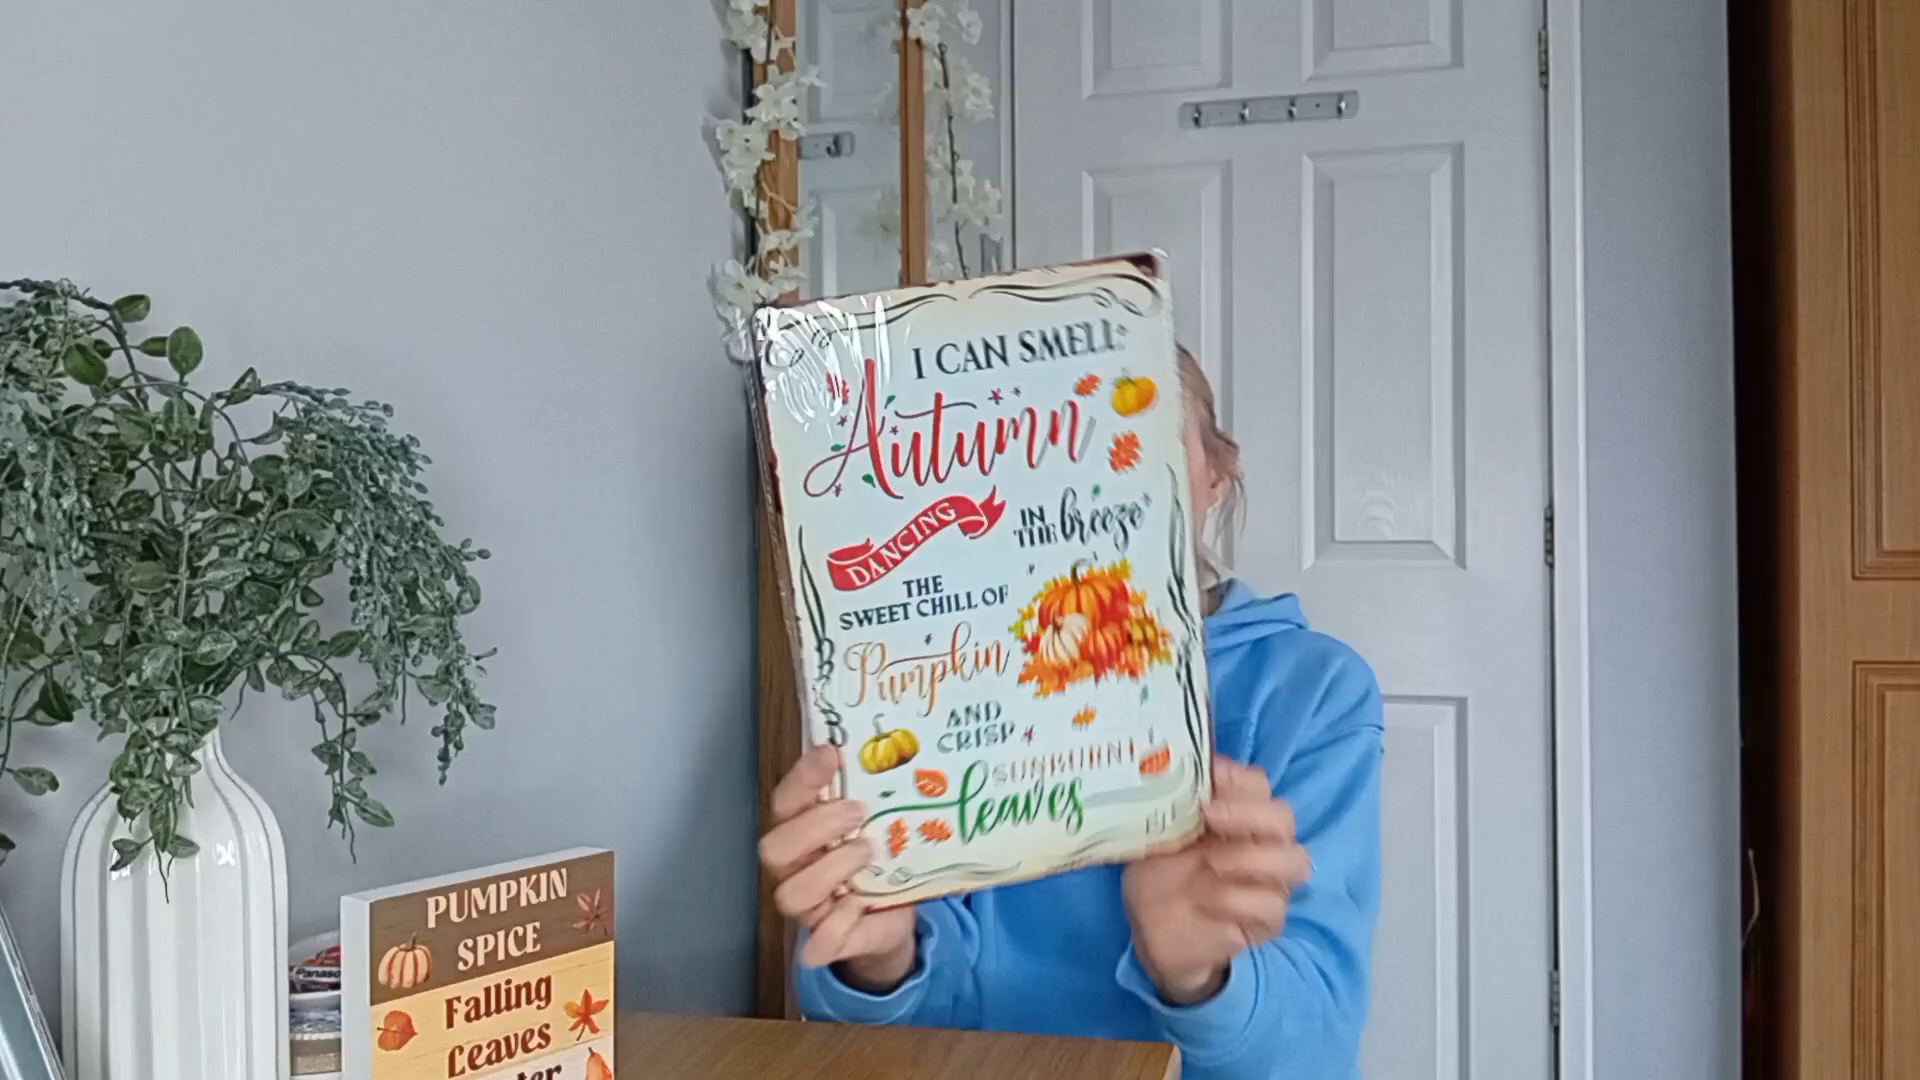 I CAN SMELL
Autumn
DANCING
IN
THE
breeze
THE
SWEET CHILL OF
Pumpkin
AND
CRISP
SUNBURNT
leaves
PUMPKIN
SPICE
Falling
Leaves